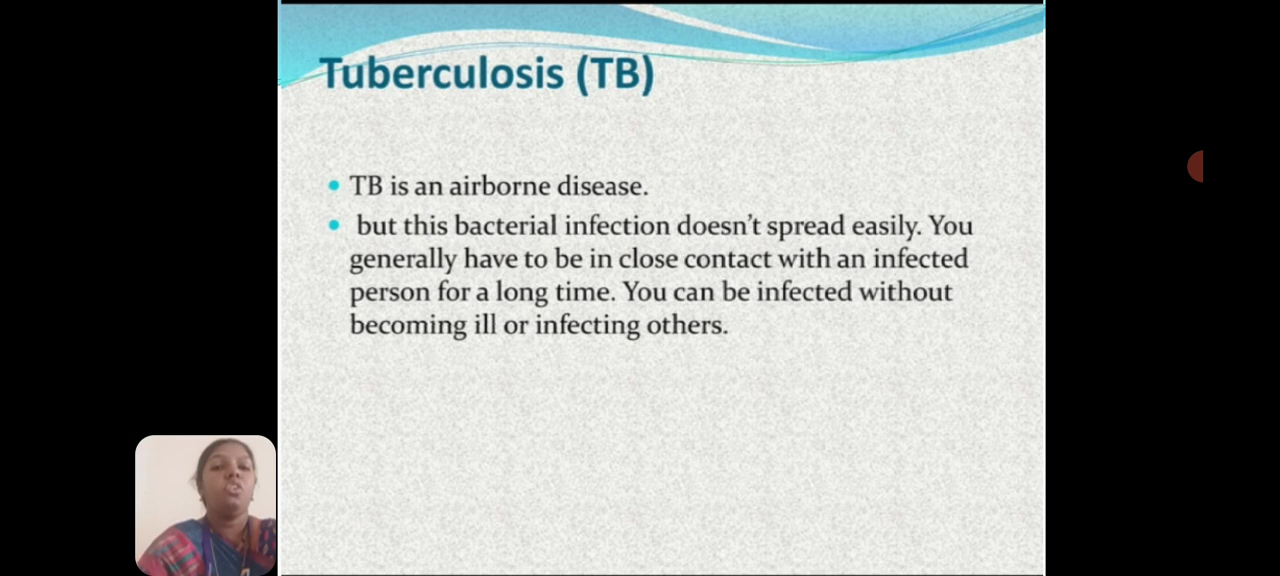 Tuberculosis (TB)
TB is an airborne disease.
but this bacterial infection doesn’t spread easily. You
generally have to be in close contact with an infected
person for a long time. You can be infected without
becoming ill or infecting others.